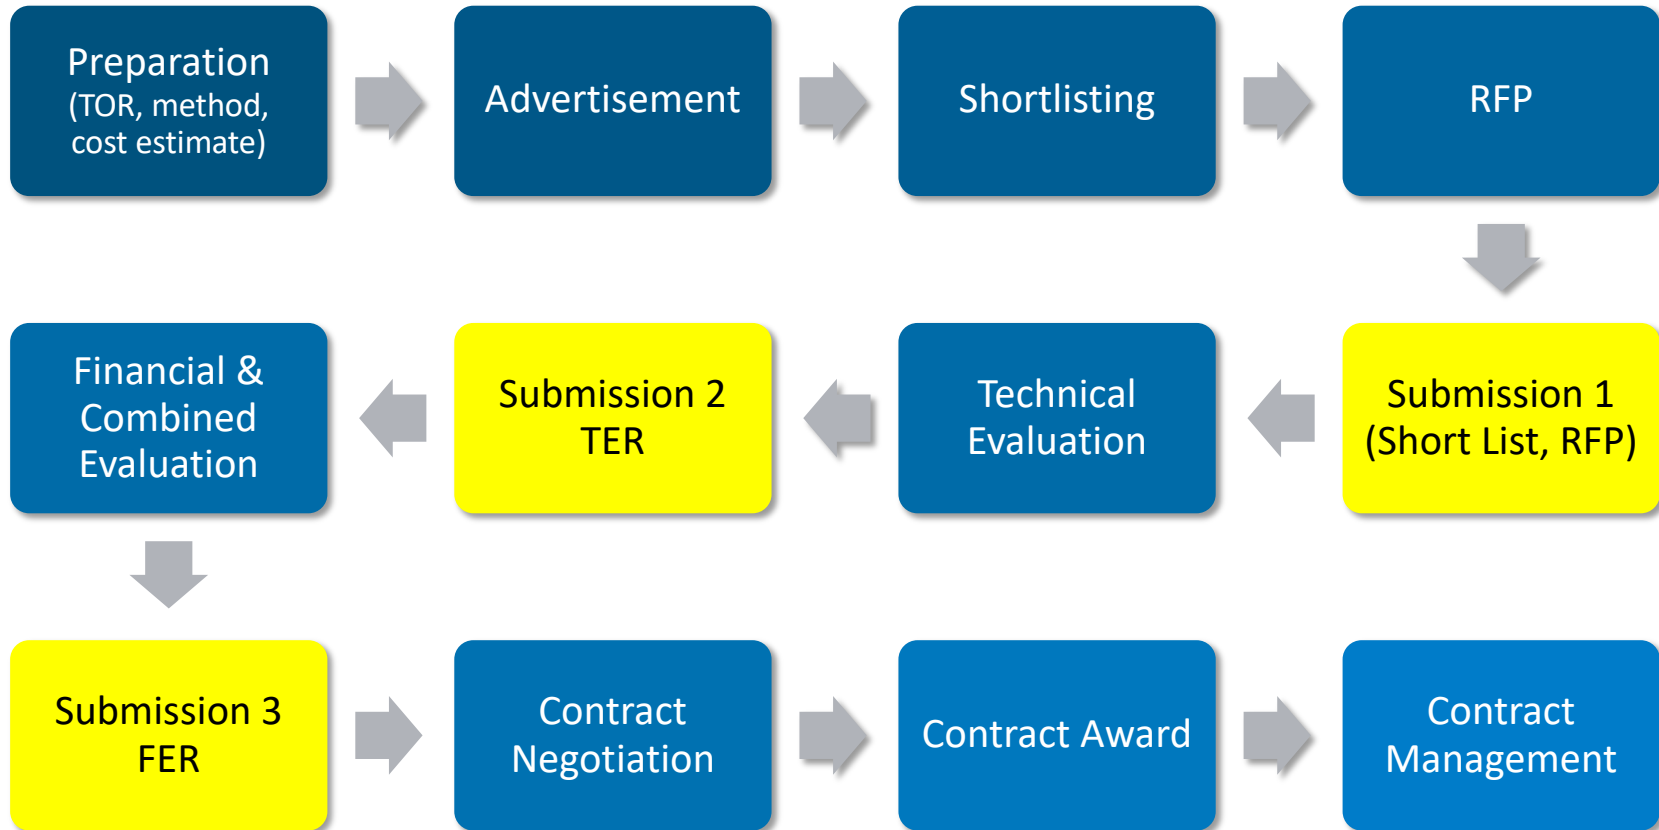 Preparation
(TOR, method,
cost estimate)
Advertisement
Shortlisting
RFP
Submission 1
(Short List, RFP)
Technical
Evaluation
Submission 2
TER
Financial &
Combined
Evaluation
Submission 3
FER
Contract
Negotiation
Contract Award
Contract
Management